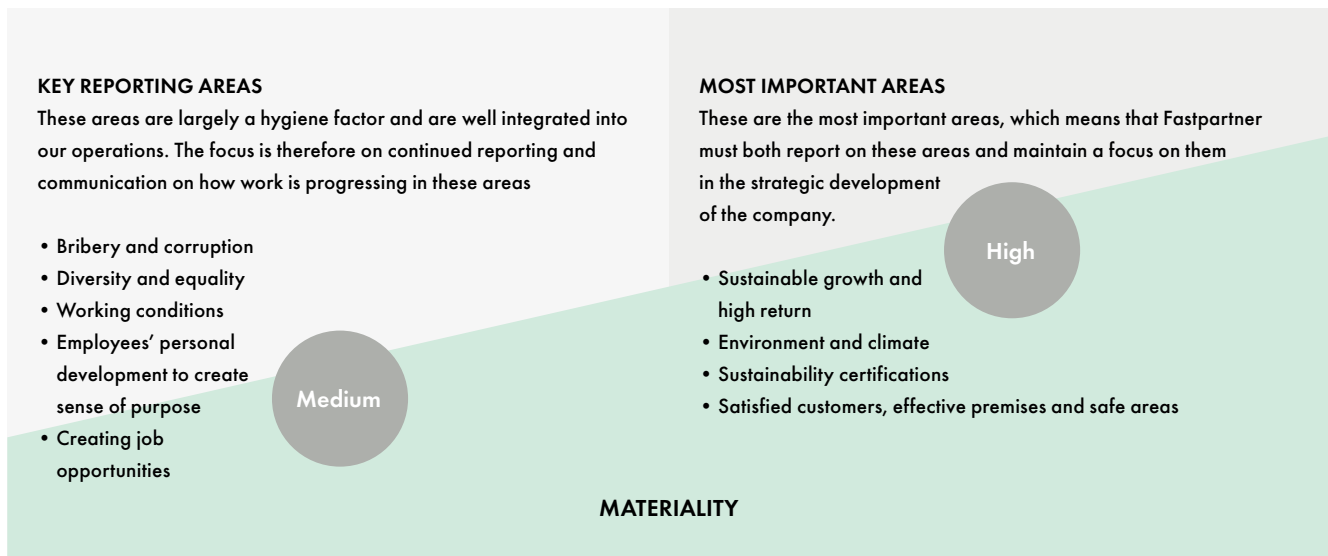 KEY REPORTING AREAS
These areas are largely a hygiene factor and are well integrated into
our operations. The focus is therefore on continued reporting and
communication on how work is progressing in these areas
• Bribery and corruption
• Diversity and equality
• Working conditions
• Employees’ personal
development to create
sense of purpose
• Creating job
opportunities
Medium
MOST IMPORTANT AREAS
These are the most important areas, which means that Fastpartner
must both report on these areas and maintain a focus on them
in the strategic development
of the company.
High
• Sustainable growth and
high return
• Environment and climate
• Sustainability certifications
• Satisfied customers, effective premises and safe areas
MATERIALITY